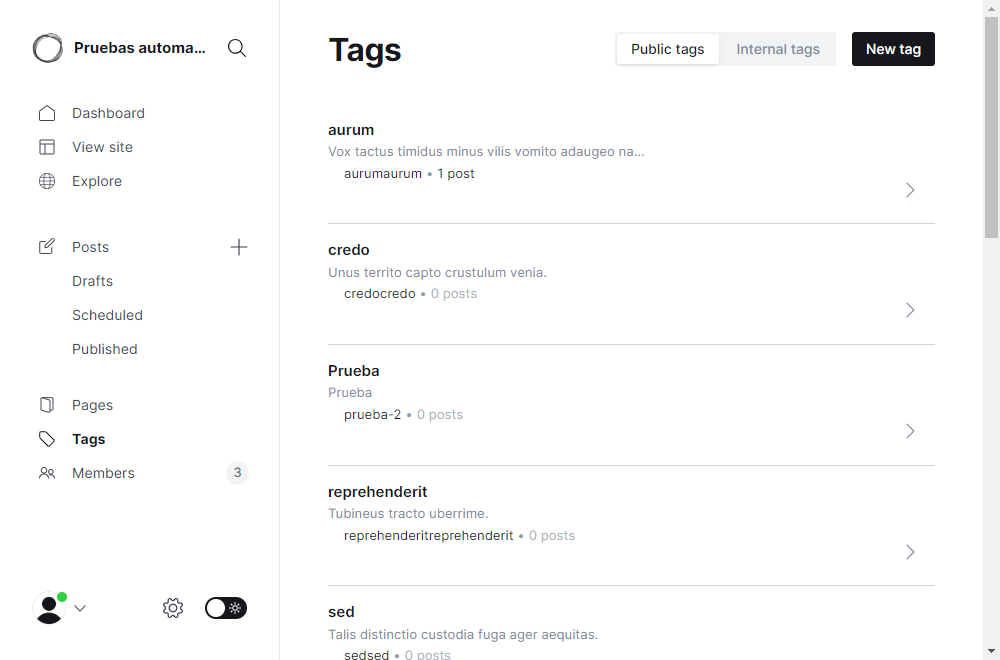 Pruebas automa...
Dashboard
View site
Explore
Posts
Drafts
Scheduled
Published
Pages
Tags
Members
3
Tags
Public tags
Internal tags
New tag
aurum
Vox tactus timidus minus vilis vomito adaugeo na...
aurumaurum • 1 post
credo
Unus territo capto crustulum venia.
credocredo • 0 posts
Prueba
Prueba
prueba-2 • 0 posts
reprehenderit
Tubineus tracto uberrime.
reprehenderitreprehenderit • 0 posts
sed
Talis distinctio custodia fuga ager aequitas.
sedsed • 0 posts